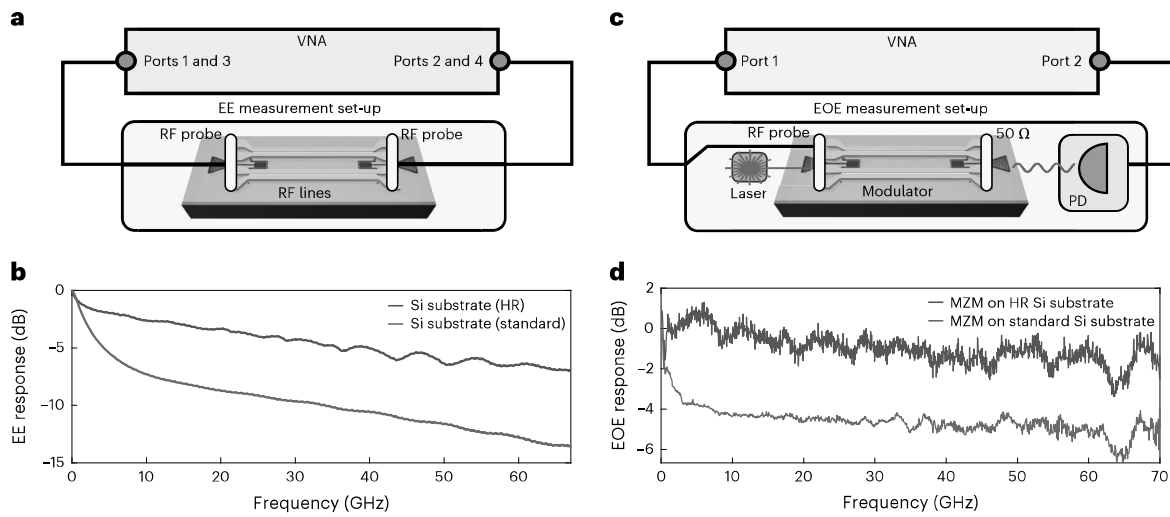 a
VNA
Ports 1 and 3
Ports 2 and 4
EE measurement set-up
RF probe
RF probe
RF lines
c
VNA
Port 1
Port 2
EOE measurement set-up
RF probe
50 Ω
Laser
Modulator
PD
b
EE response (dB)
0
−5
−10
−15
Si substrate (HR)
Si substrate (standard)
0
10
20
30
40
50
60
Frequency (GHz)
d
EOE response (dB)
2
0
−2
−4
−6
MZM on HR Si substrate
MZM on standard Si substrate
0
10
20
30
40
50
60
70
Frequency (GHz)